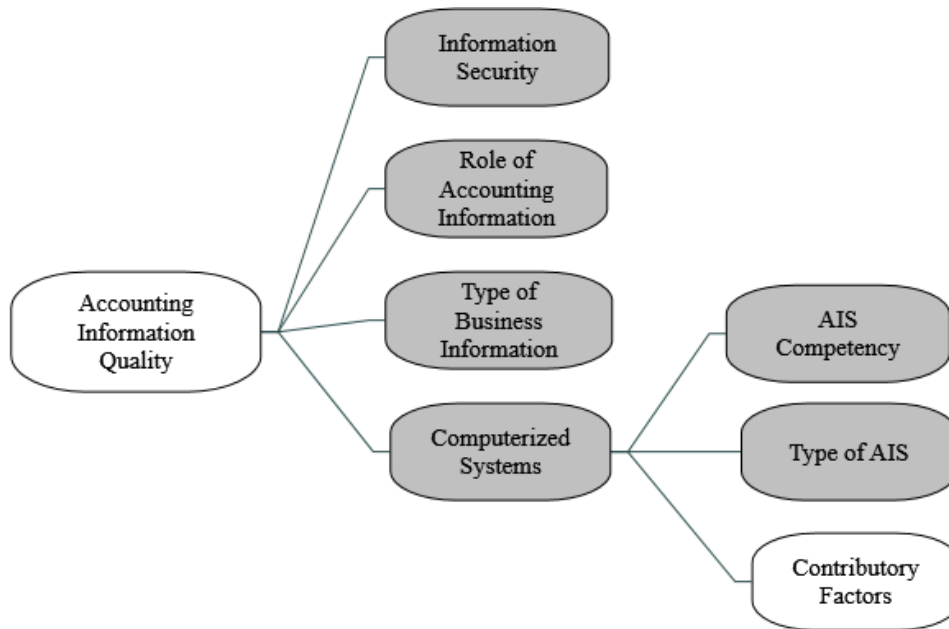 Information
Security
Role of
Accounting
Information
Accounting
Information
Quality
Type of
Business
Information
Computerized
Systems
AIS
Competency
Type of AIS
Contributory
Factors